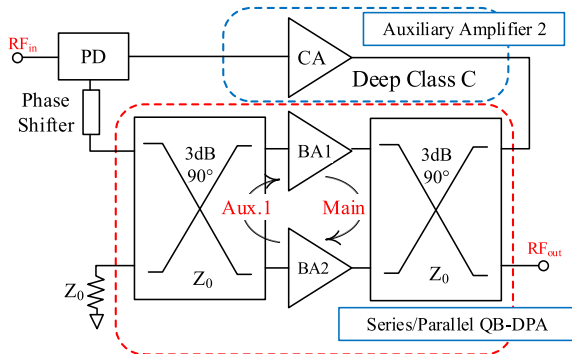 RFin
PD
CA
Auxiliary Amplifier 2
Deep Class C
Phase
Shifter
3dB
90°
BA1
3dB
90°
Aux.1
Main
BA2
RFout
Z0
Z0
Z0
Series/Parallel QB-DPA